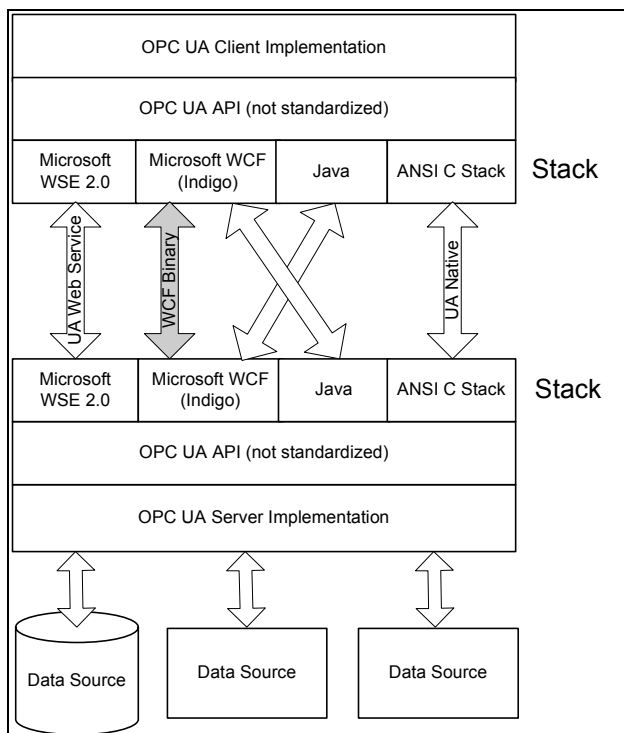 OPC UA Client Implementation
OPC UA API (not standardized)
Microsoft
WSE 2.0
Microsoft WCF
(Indigo)
Java
ANSI C Stack
Stack
UA Web Service
WCF Binary
UA Native
Microsoft
WSE 2.0
Microsoft WCF
(Indigo)
Java
ANSI C Stack
Stack
OPC UA API (not standardized)
OPC UA Server Implementation
Data Source
Data Source
Data Source